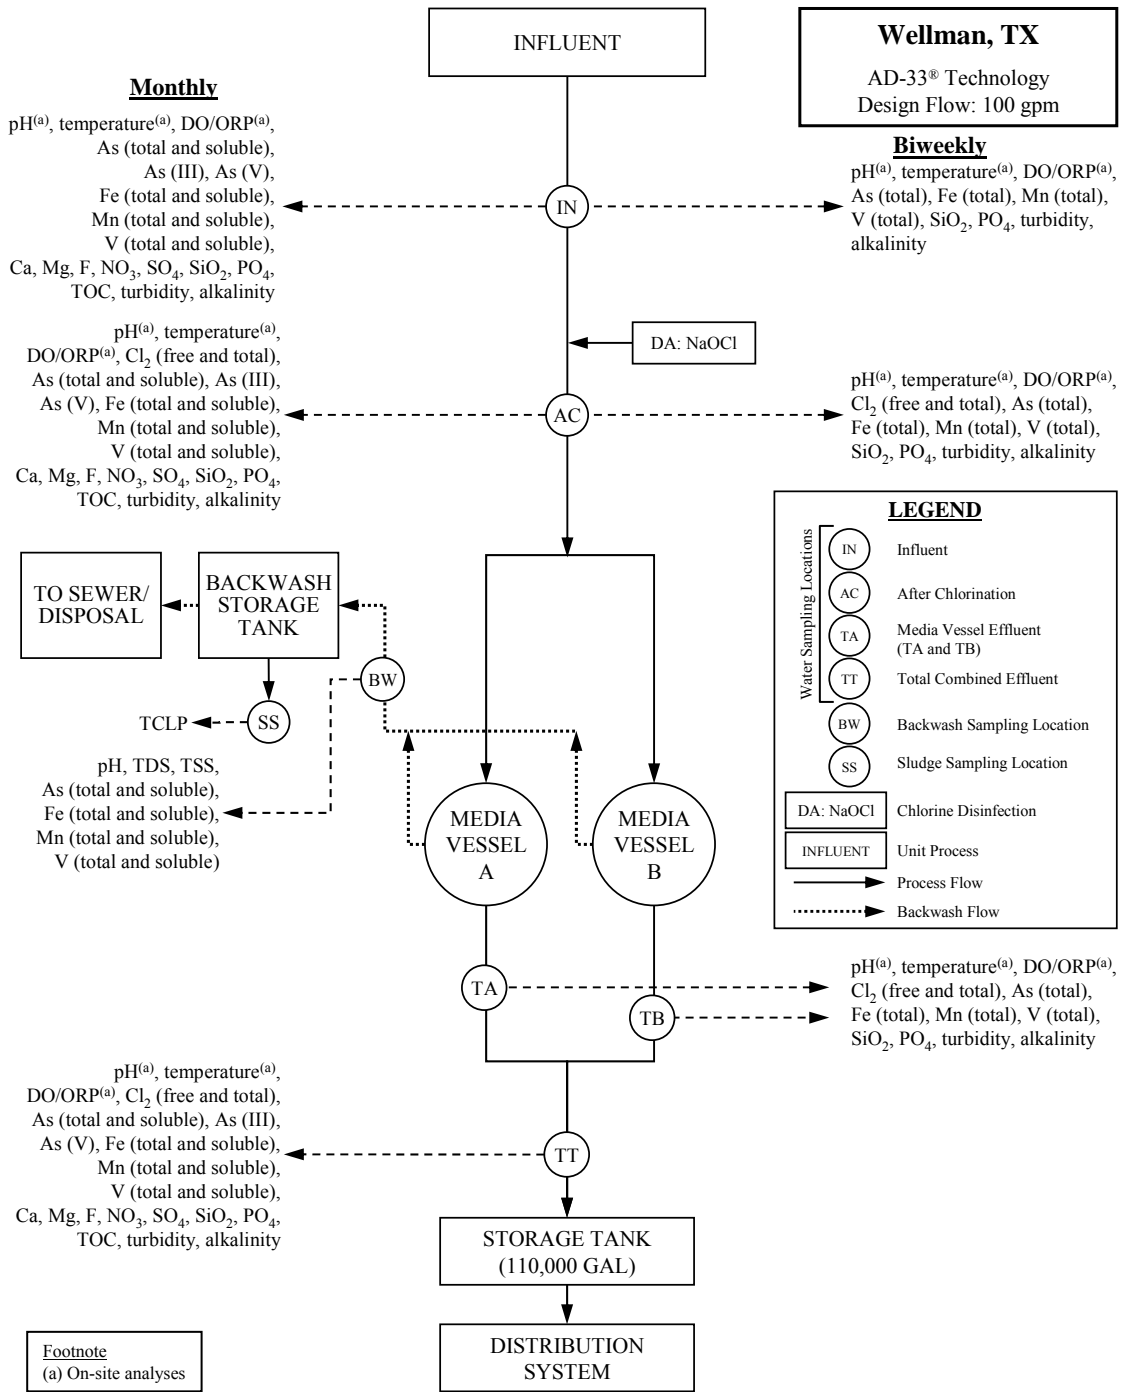 INFLUENT
Wellman, TX
AD-33® Technology
Design Flow: 100 gpm
Monthly
pH(a), temperature(a), DO/ORP(a),
As (total and soluble),
As (III), As (V),
Fe (total and soluble),
Mn (total and soluble),
V (total and soluble),
Ca, Mg, F, NO3, SO4, SiO2, PO4,
TOC, turbidity, alkalinity
IN
Biweekly
pH(a), temperature(a), DO/ORP(a),
As (total), Fe (total), Mn (total),
V (total), SiO2, PO4, turbidity,
alkalinity
DA: NaOCl
pH(a), temperature(a),
DO/ORP(a), Cl2 (free and total),
As (total and soluble), As (III),
As (V), Fe (total and soluble),
Mn (total and soluble),
V (total and soluble),
Ca, Mg, F, NO3, SO4, SiO2, PO4,
TOC, turbidity, alkalinity
AC
pH(a), temperature(a), DO/ORP(a),
Cl2 (free and total), As (total),
Fe (total), Mn (total), V (total),
SiO2, PO4, turbidity, alkalinity
LEGEND
Water Sampling Locations
IN
Influent
AC
After Chlorination
TA
Media Vessel Effluent
(TA and TB)
TT
Total Combined Effluent
BW
Backwash Sampling Location
SS
Sludge Sampling Location
DA: NaOCl
Chlorine Disinfection
INFLUENT
Unit Process
Process Flow
Backwash Flow
TO SEWER/
DISPOSAL
BACKWASH
STORAGE
TANK
BW
SS
TCLP
pH, TDS, TSS,
As (total and soluble),
Fe (total and soluble),
Mn (total and soluble),
V (total and soluble)
MEDIA
VESSEL
A
MEDIA
VESSEL
B
TA
TB
pH(a), temperature(a), DO/ORP(a),
Cl2 (free and total), As (total),
Fe (total), Mn (total), V (total),
SiO2, PO4, turbidity, alkalinity
pH(a), temperature(a),
DO/ORP(a), Cl2 (free and total),
As (total and soluble), As (III),
As (V), Fe (total and soluble),
Mn (total and soluble),
V (total and soluble),
Ca, Mg, F, NO3, SO4, SiO2, PO4,
TOC, turbidity, alkalinity
TT
STORAGE TANK
(110,000 GAL)
DISTRIBUTION
SYSTEM
Footnote
(a) On-site analyses